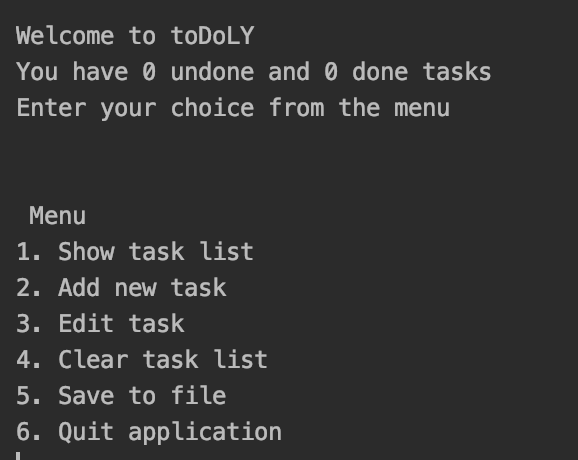 Welcome to toDoLY
You have 0 undone and 0 done tasks
Enter your choice from the menu
Menu
1. Show task list
2. Add new task
3. Edit task
4. Clear task list
5. Save to file
6. Quit application